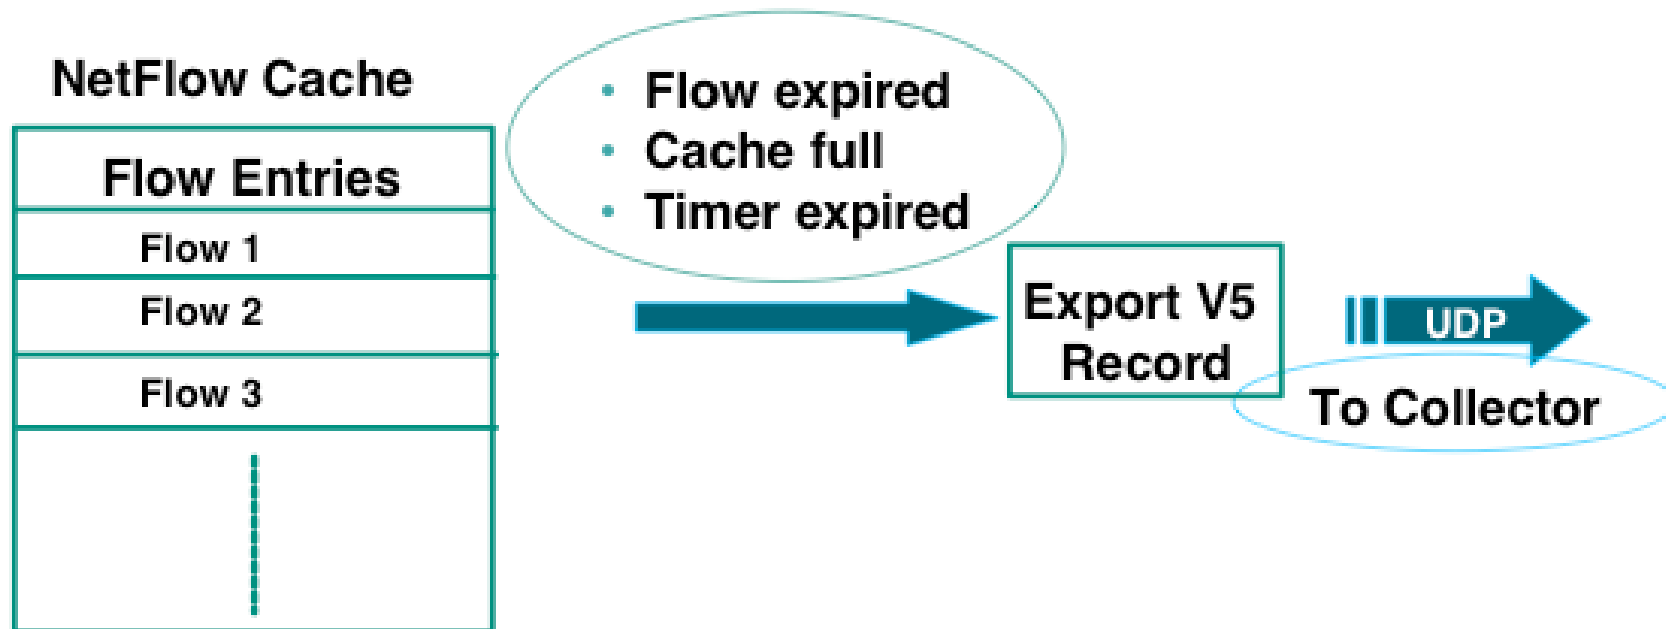 NetFlow Cache
Flow Entries
Flow 1
Flow 2
Flow 3
• Flow expired
• Cache full
• Timer expired
Export V5
Record
UDP
To Collector